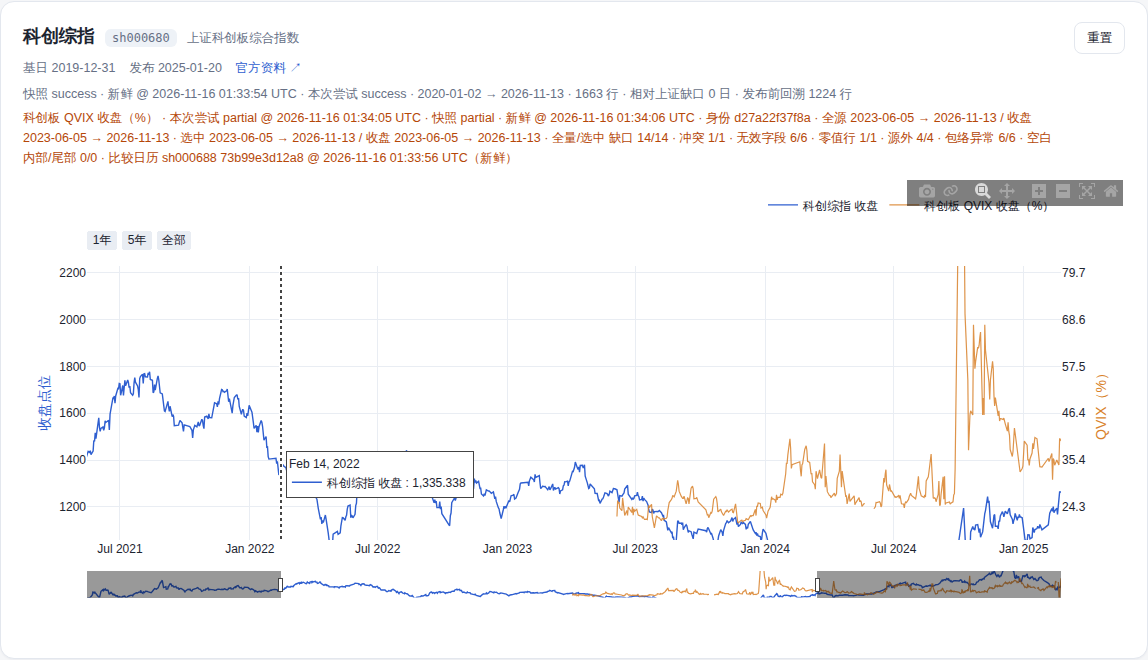 科创综指 sh000680 上证科创板综合指数
重置
基日 2019-12-31 发布 2025-01-20 官方资料 ↗
快照 success · 新鲜 @ 2026-11-16 01:33:54 UTC · 本次尝试 success · 2020-01-02 → 2026-11-13 · 1663 行 · 相对上证缺口 0 日 · 发布前回溯 1224 行
科创板 QVIX 收盘（%） · 本次尝试 partial @ 2026-11-16 01:34:05 UTC · 快照 partial · 新鲜 @ 2026-11-16 01:34:06 UTC · 身份 d27a22f37f8a · 全源 2023-06-05 → 2026-11-13 / 收盘
2023-06-05 → 2026-11-13 · 选中 2023-06-05 → 2026-11-13 / 收盘 2023-06-05 → 2026-11-13 · 全量/选中 缺口 14/14 · 冲突 1/1 · 无效字段 6/6 · 零值行 1/1 · 源外 4/4 · 包络异常 6/6 · 空白
内部/尾部 0/0 · 比较日历 sh000688 73b99e3d12a8 @ 2026-11-16 01:33:56 UTC（新鲜）
科创综指 收盘 科创板 QVIX 收盘（%）
1年 5年 全部
2200 79.7
2000 68.6
1800 57.5
1600 46.4
1400 35.4
1200 24.3
收盘点位
QVIX（%）
Feb 14, 2022
科创综指 收盘 : 1,335.338
Jul 2021 Jan 2022 Jul 2022 Jan 2023 Jul 2023 Jan 2024 Jul 2024 Jan 2025